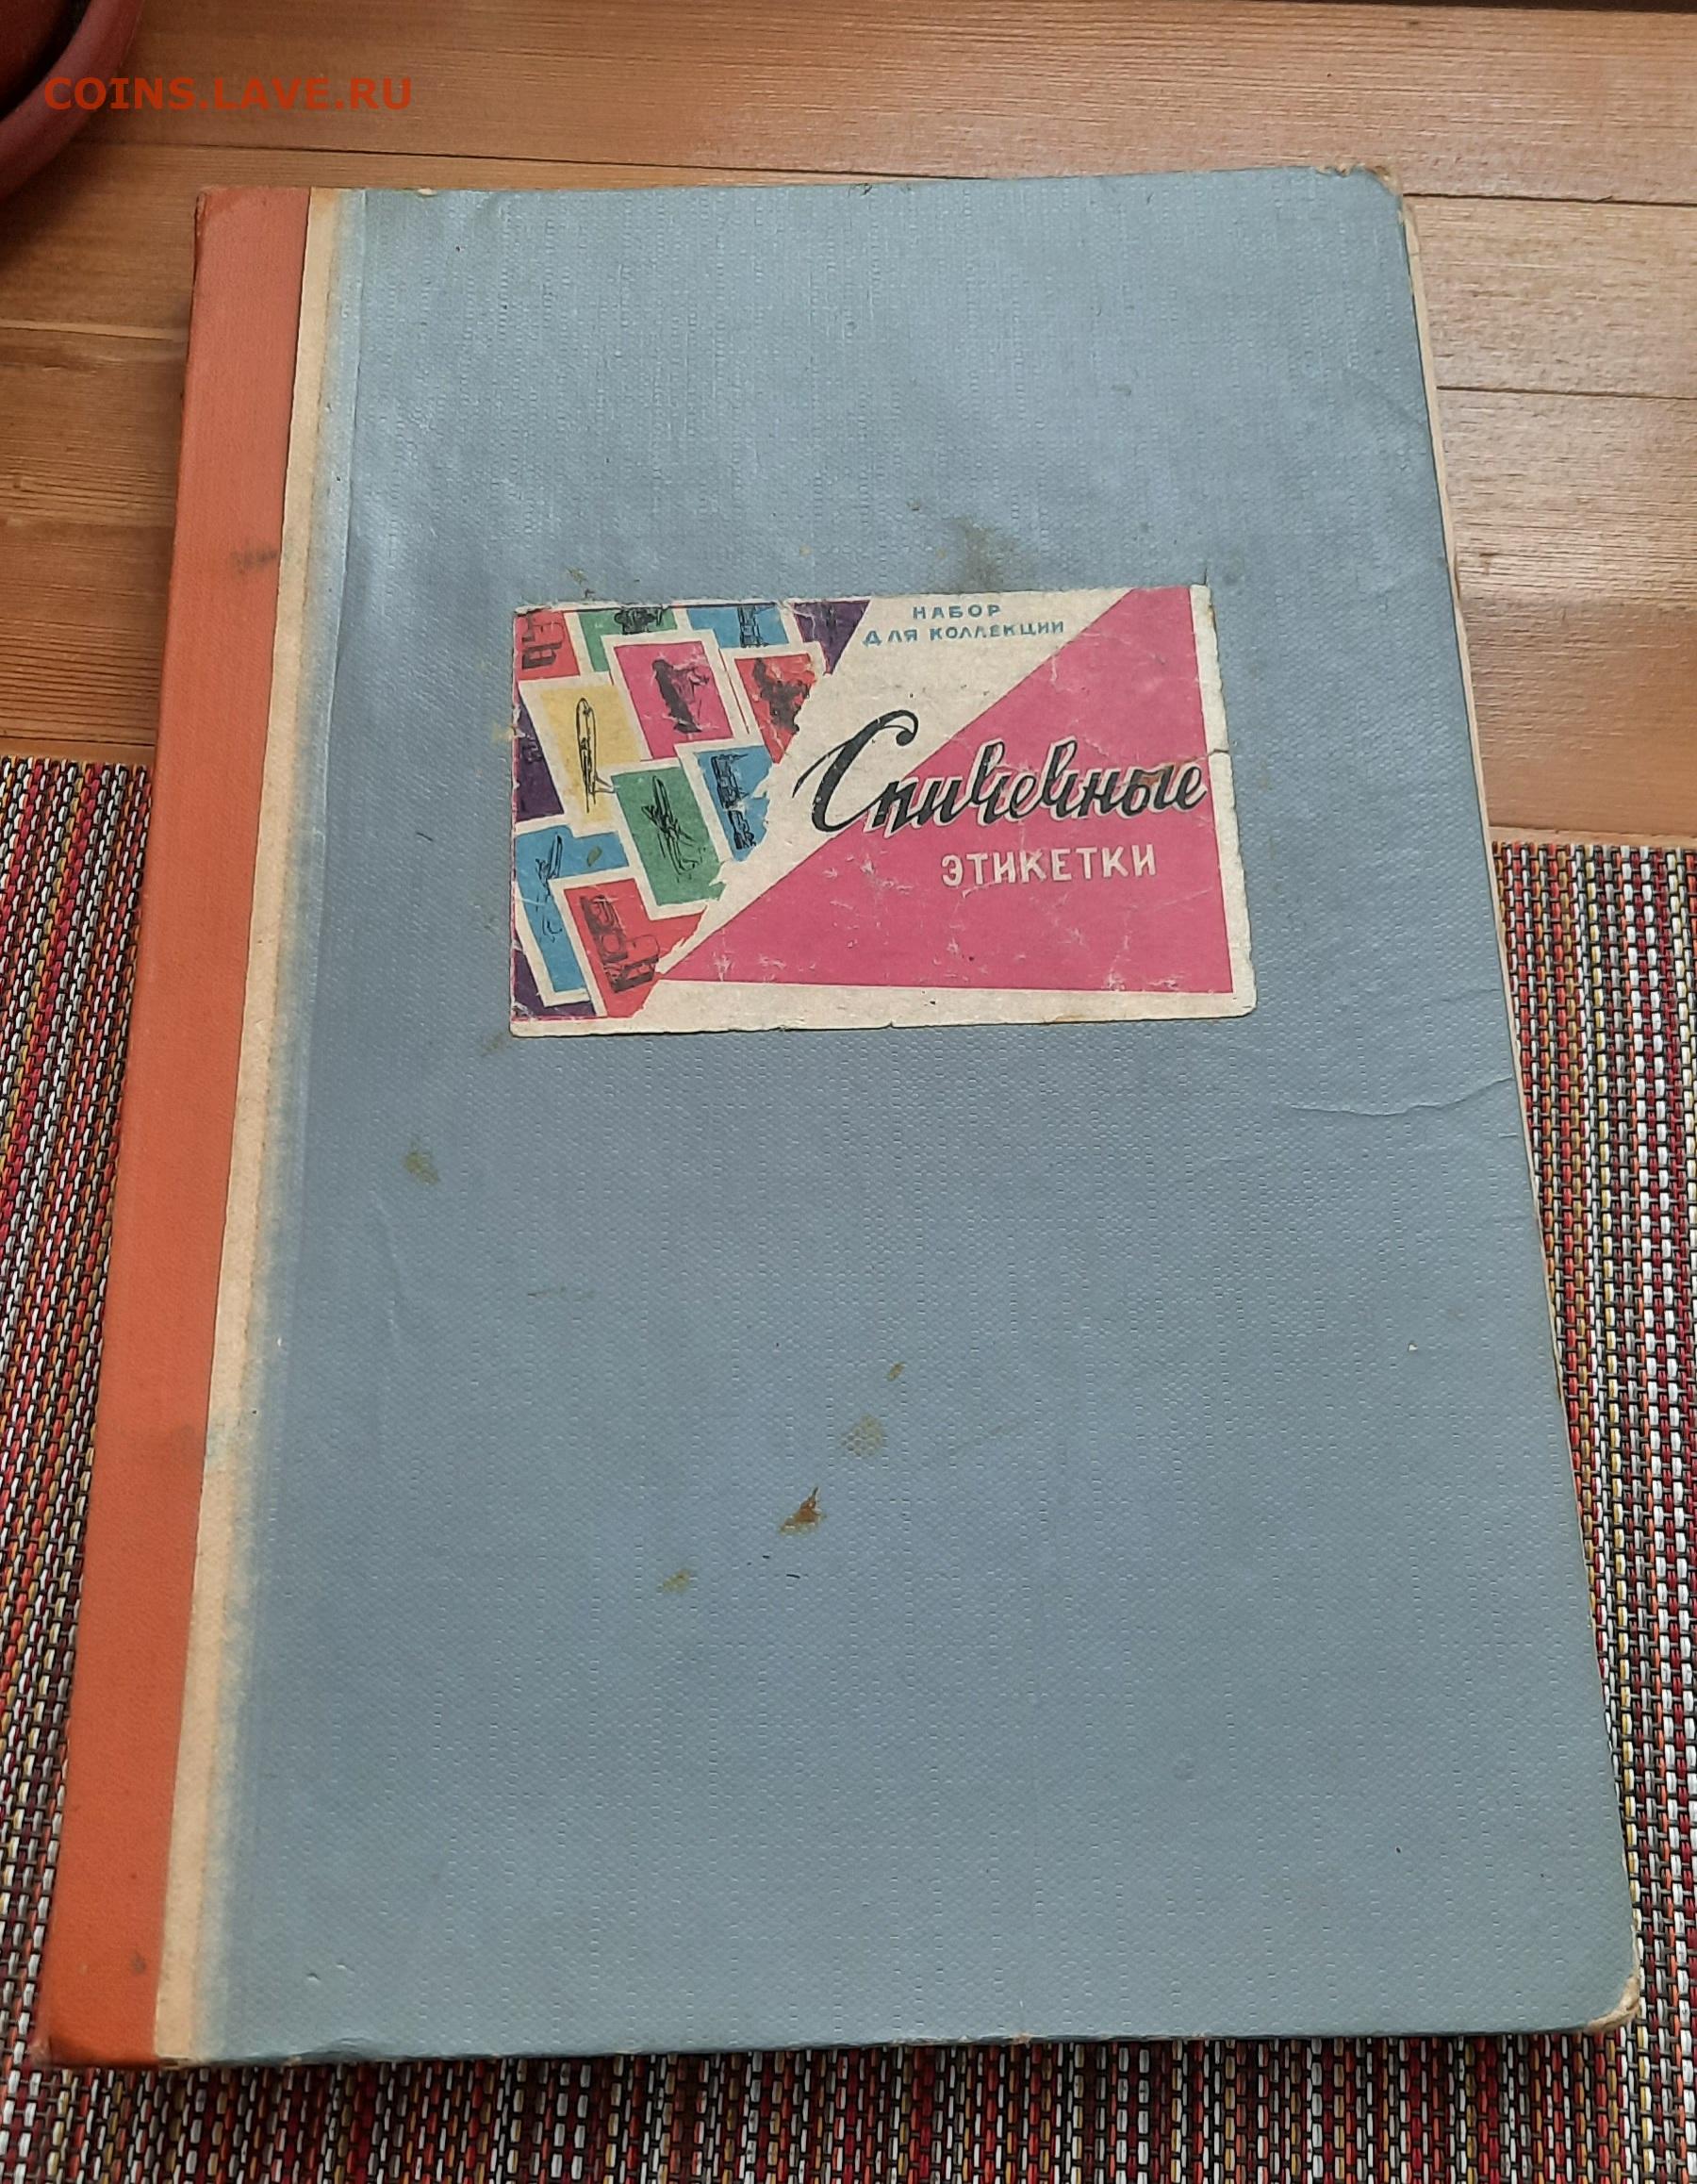 COINS.LAVE.RU
НАБОР
ДЛЯ КОЛЛЕКЦИИ
Спичечные
ЭТИКЕТКИ